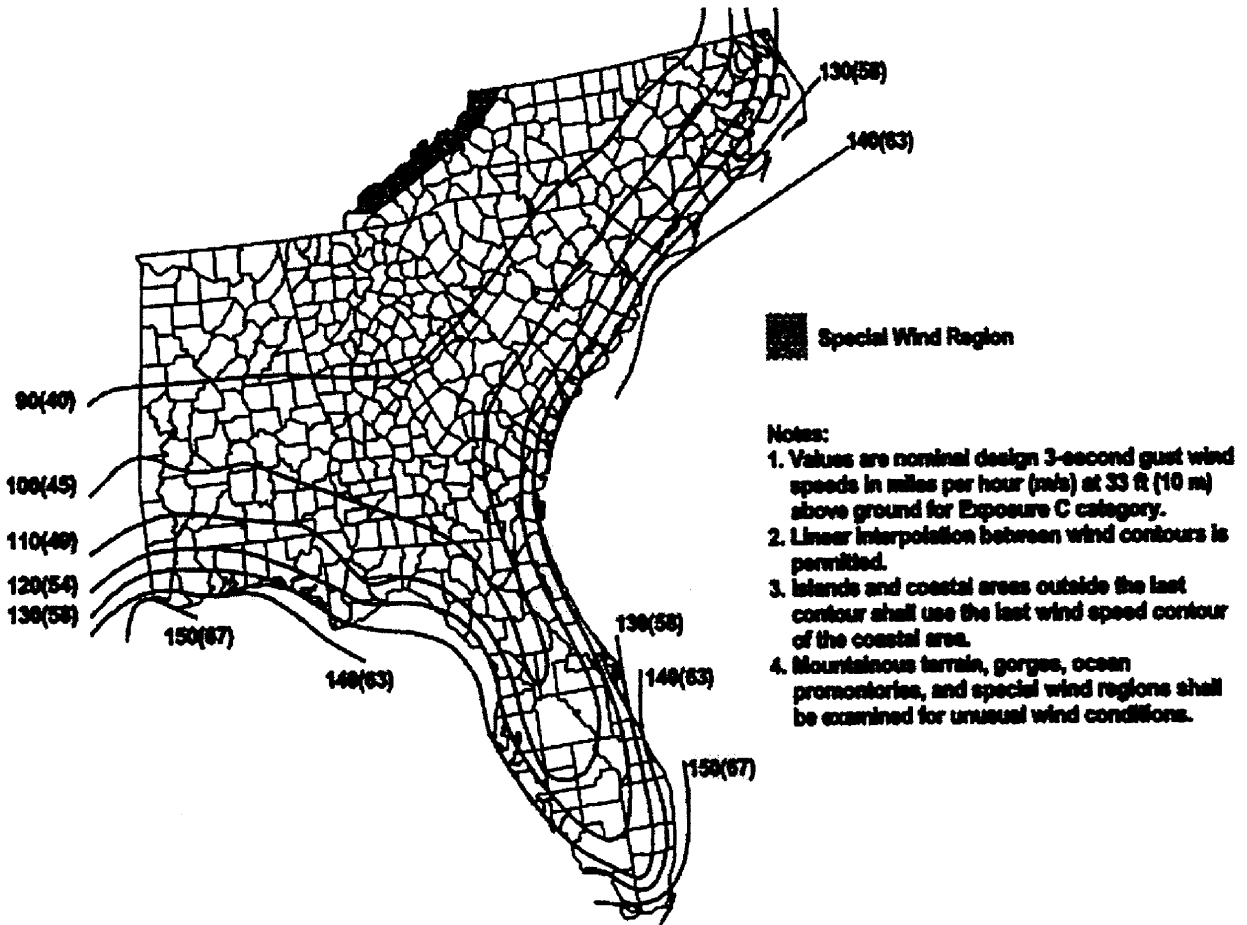 130(58)
140(63)
Special Wind Region
90(40)
Notes:
1. Values are nominal design 3-second gust wind
speeds in miles per hour (m/s) at 33 ft (10 m)
above ground for Exposure C category.
100(45)
2. Linear interpolation between wind contours is
permitted.
110(49)
3. Islands and coastal areas outside the last
contour shall use the last wind speed contour
of the coastal area.
120(54)
130(58)
150(67)
130(58)
4. Mountainous terrain, gorges, ocean
promontories, and special wind regions shall
be examined for unusual wind conditions.
140(63)
140(63)
150(67)